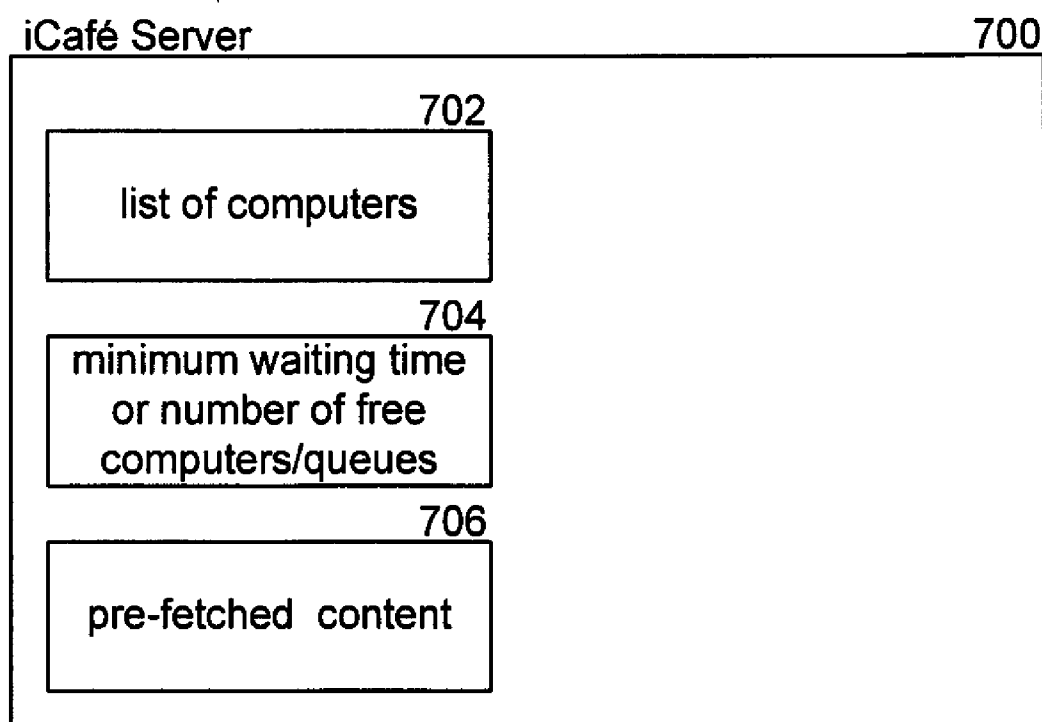 iCafé Server 700
702
list of computers
704
minimum waiting time
or number of free
computers/queues
706
pre-fetched content